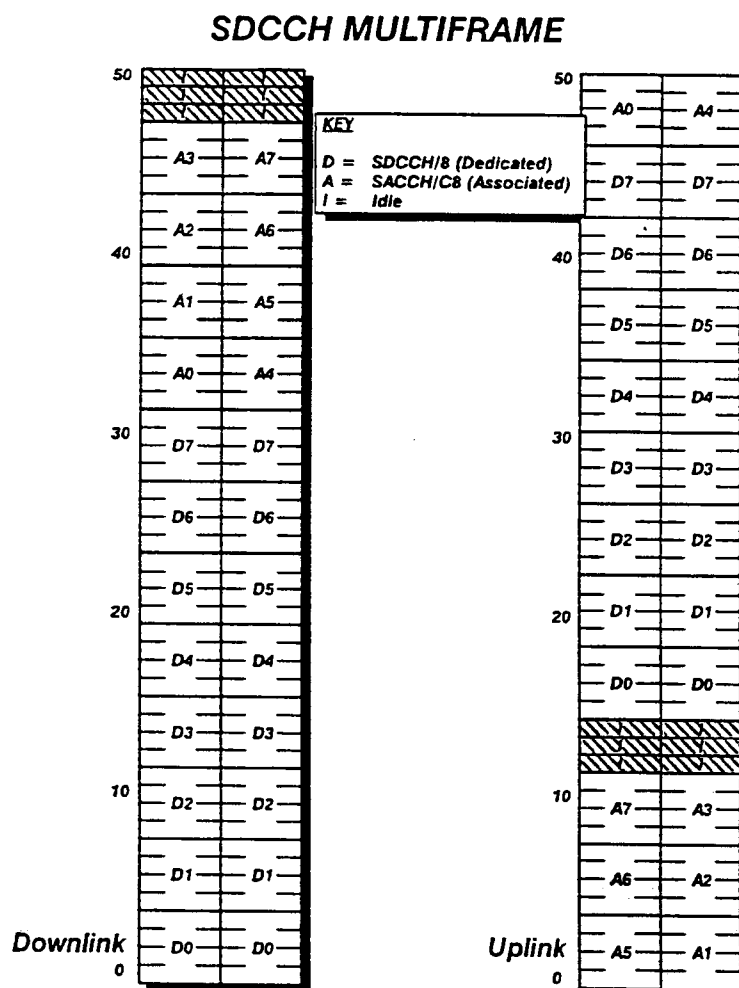 SDCCH MULTIFRAME
50
A3 A7
A2 A6
40
A1 A5
A0 A4
30
D7 D7
D6 D6
D5 D5
20
D4 D4
D3 D3
10
D2 D2
D1 D1
Downlink D0 D0
0
KEY
D = SDCCH/8 (Dedicated)
A = SACCH/C8 (Associated)
I = Idle
50
A0 A4
D7 D7
40 D6 D6
D5 D5
D4 D4
30
D3 D3
D2 D2
20 D1 D1
D0 D0
10
A7 A3
A6 A2
Uplink A5 A1
0